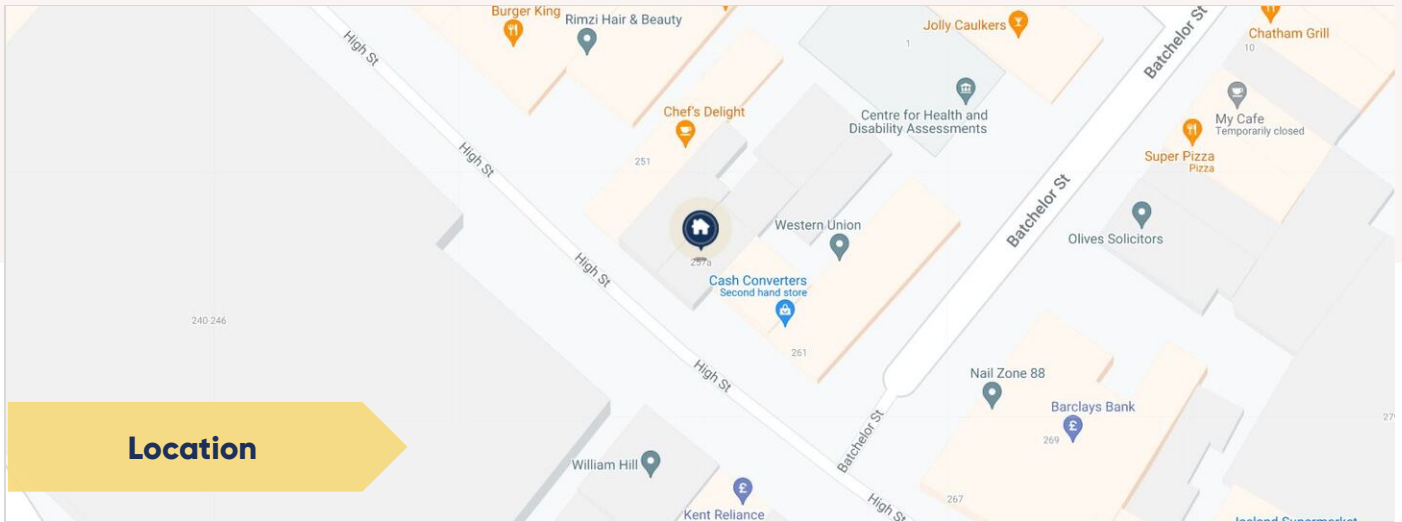 Burger King
Rimzi Hair & Beauty
Jolly Caulkers
Batchelor St
Chatham Grill
High St
1
10
Centre for Health and
Disability Assessments
My Cafe
Temporarily closed
Chef's Delight
Super Pizza
Pizza
High St
251
Batchelor St
Western Union
Olives Solicitors
High St
257a
Cash Converters
Second hand store
240-246
261
High St
Nail Zone 88
Barclays Bank
269
Batchelor St
Location
William Hill
Kent Reliance
High St
267